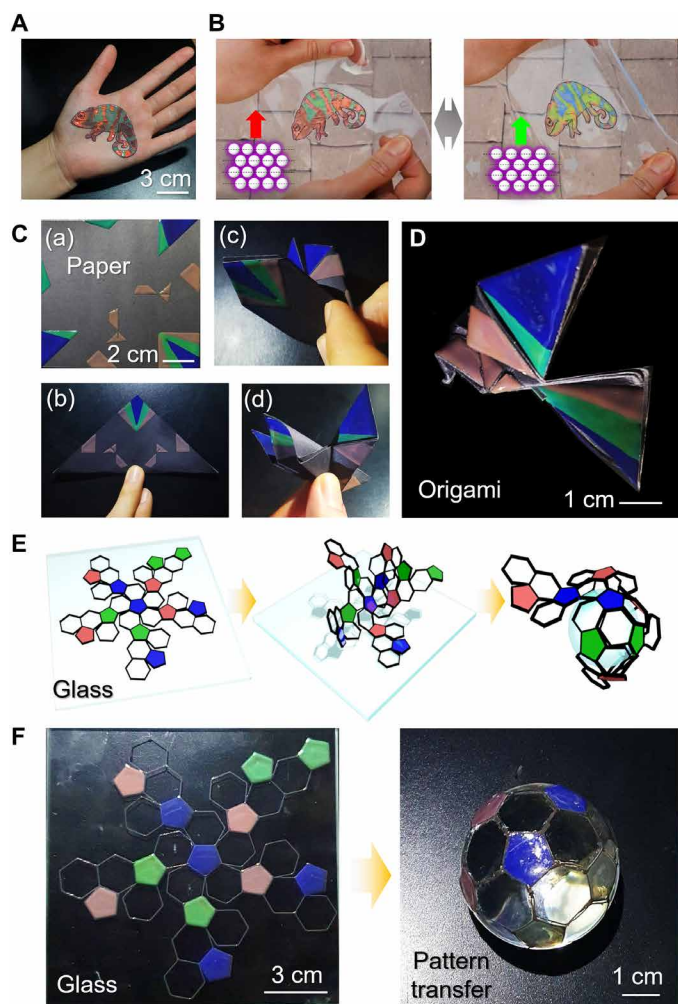 A
3 cm
B
C
(a)
Paper
2 cm
(b)
(c)
(d)
D
Origami
1 cm
E
Glass
F
Glass
3 cm
Pattern
transfer
1 cm